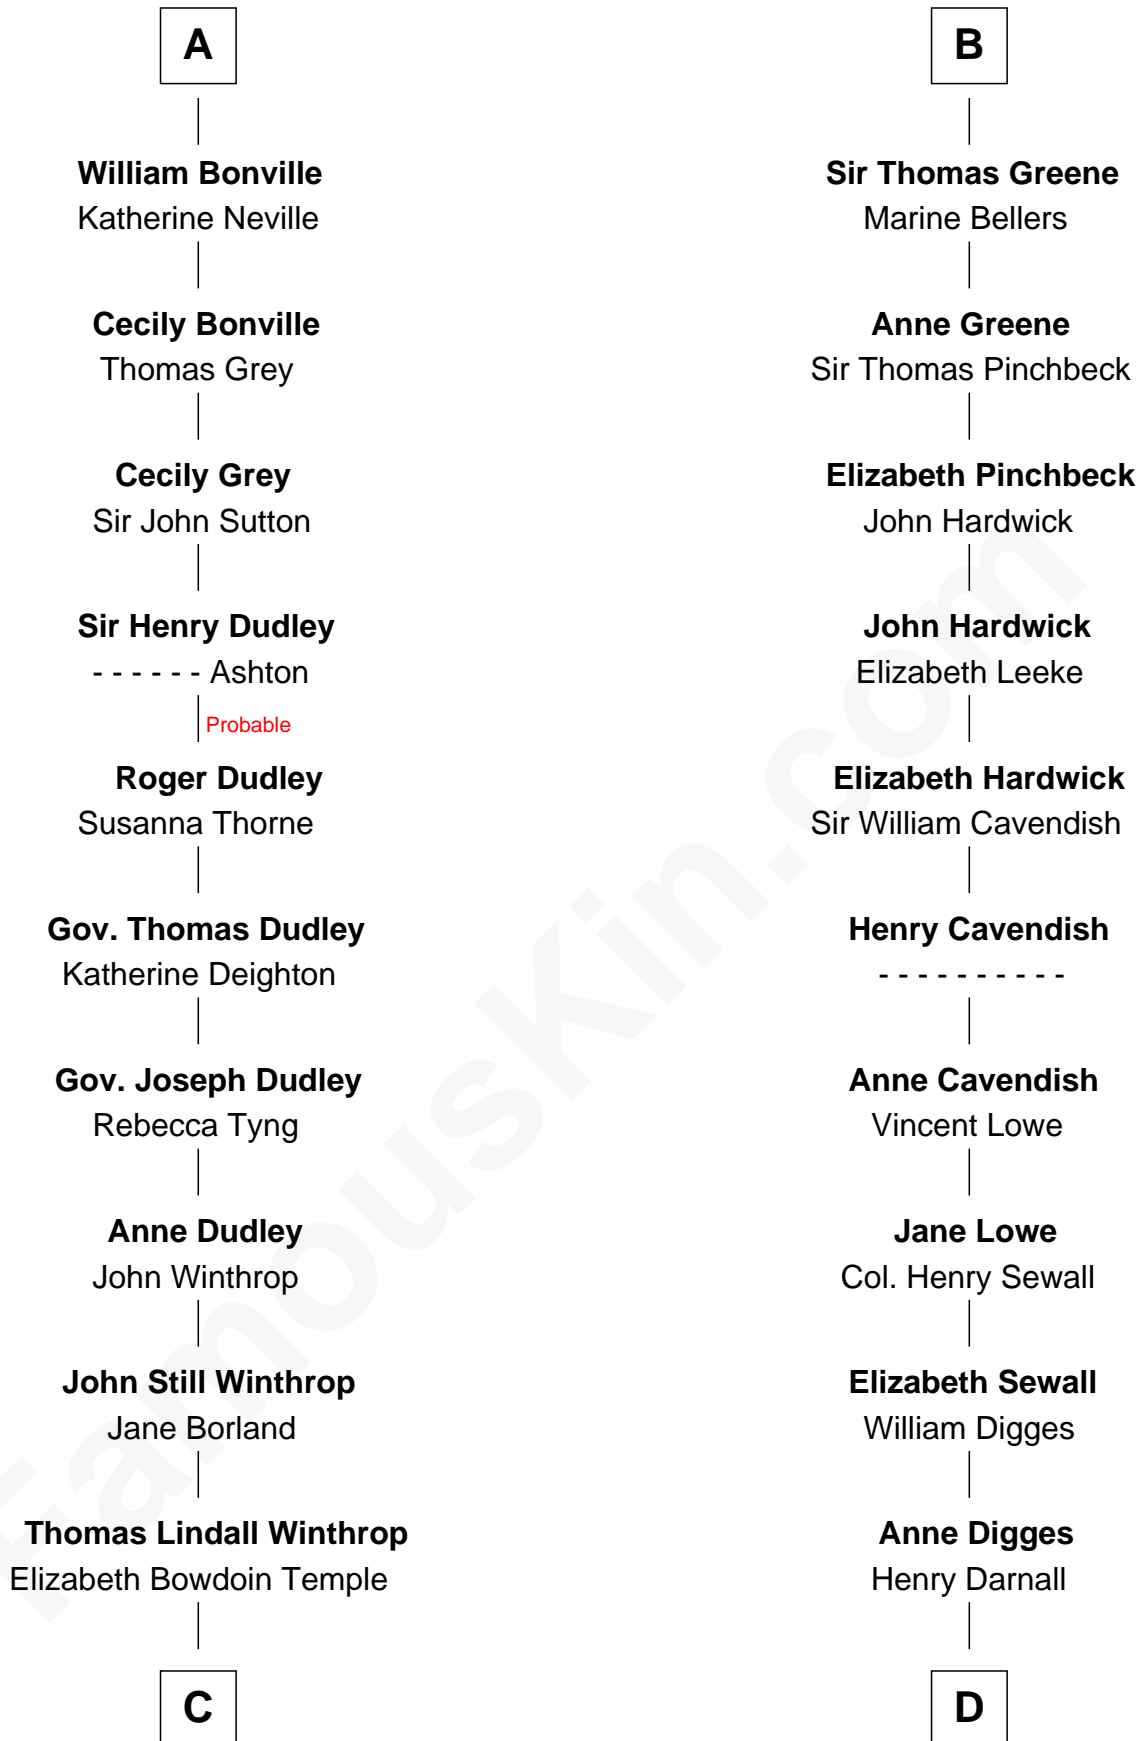 A
William Bonville
Katherine Neville
Cecily Bonville
Thomas Grey
Cecily Grey
Sir John Sutton
Sir Henry Dudley
- - - - - - Ashton
Probable
Roger Dudley
Susanna Thorne
Gov. Thomas Dudley
Katherine Deighton
Gov. Joseph Dudley
Rebecca Tyng
Anne Dudley
John Winthrop
John Still Winthrop
Jane Borland
Thomas Lindall Winthrop
Elizabeth Bowdoin Temple
C
B
Sir Thomas Greene
Marine Bellers
Anne Greene
Sir Thomas Pinchbeck
Elizabeth Pinchbeck
John Hardwick
John Hardwick
Elizabeth Leeke
Elizabeth Hardwick
Sir William Cavendish
Henry Cavendish
- - - - - - - - - -
Anne Cavendish
Vincent Lowe
Jane Lowe
Col. Henry Sewall
Elizabeth Sewall
William Digges
Anne Digges
Henry Darnall
D
FamousKin.com